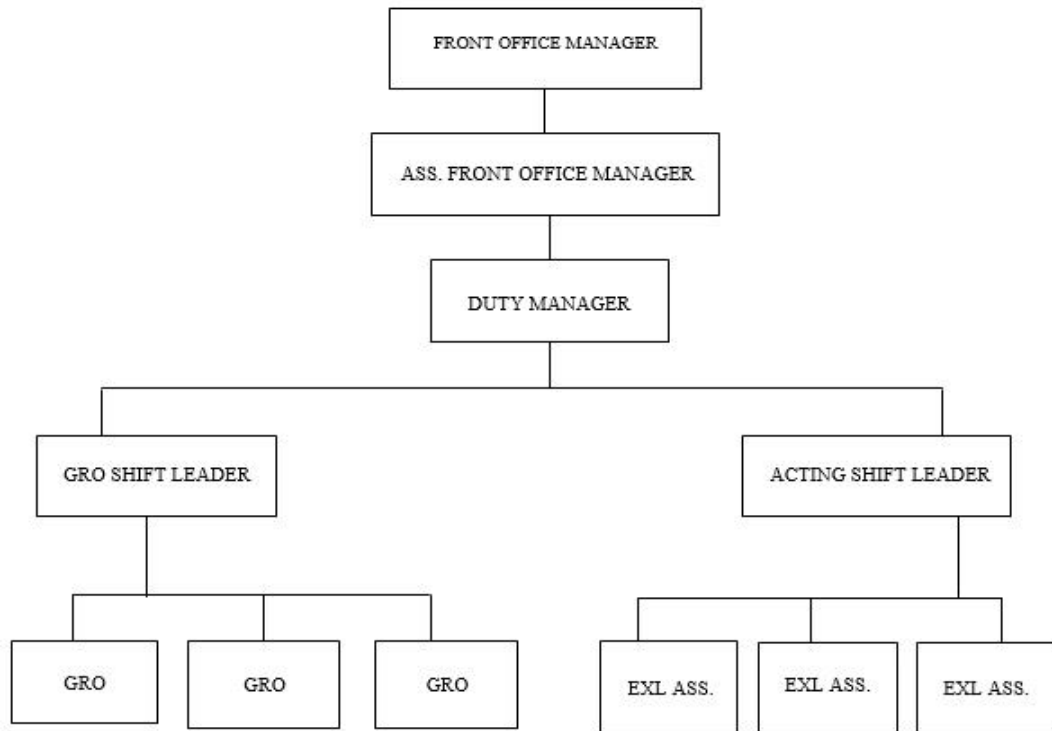 FRONT OFFICE MANAGER
ASS. FRONT OFFICE MANAGER
DUTY MANAGER
GRO SHIFT LEADER
ACTING SHIFT LEADER
GRO
GRO
GRO
EXL ASS.
EXL ASS.
EXL ASS.